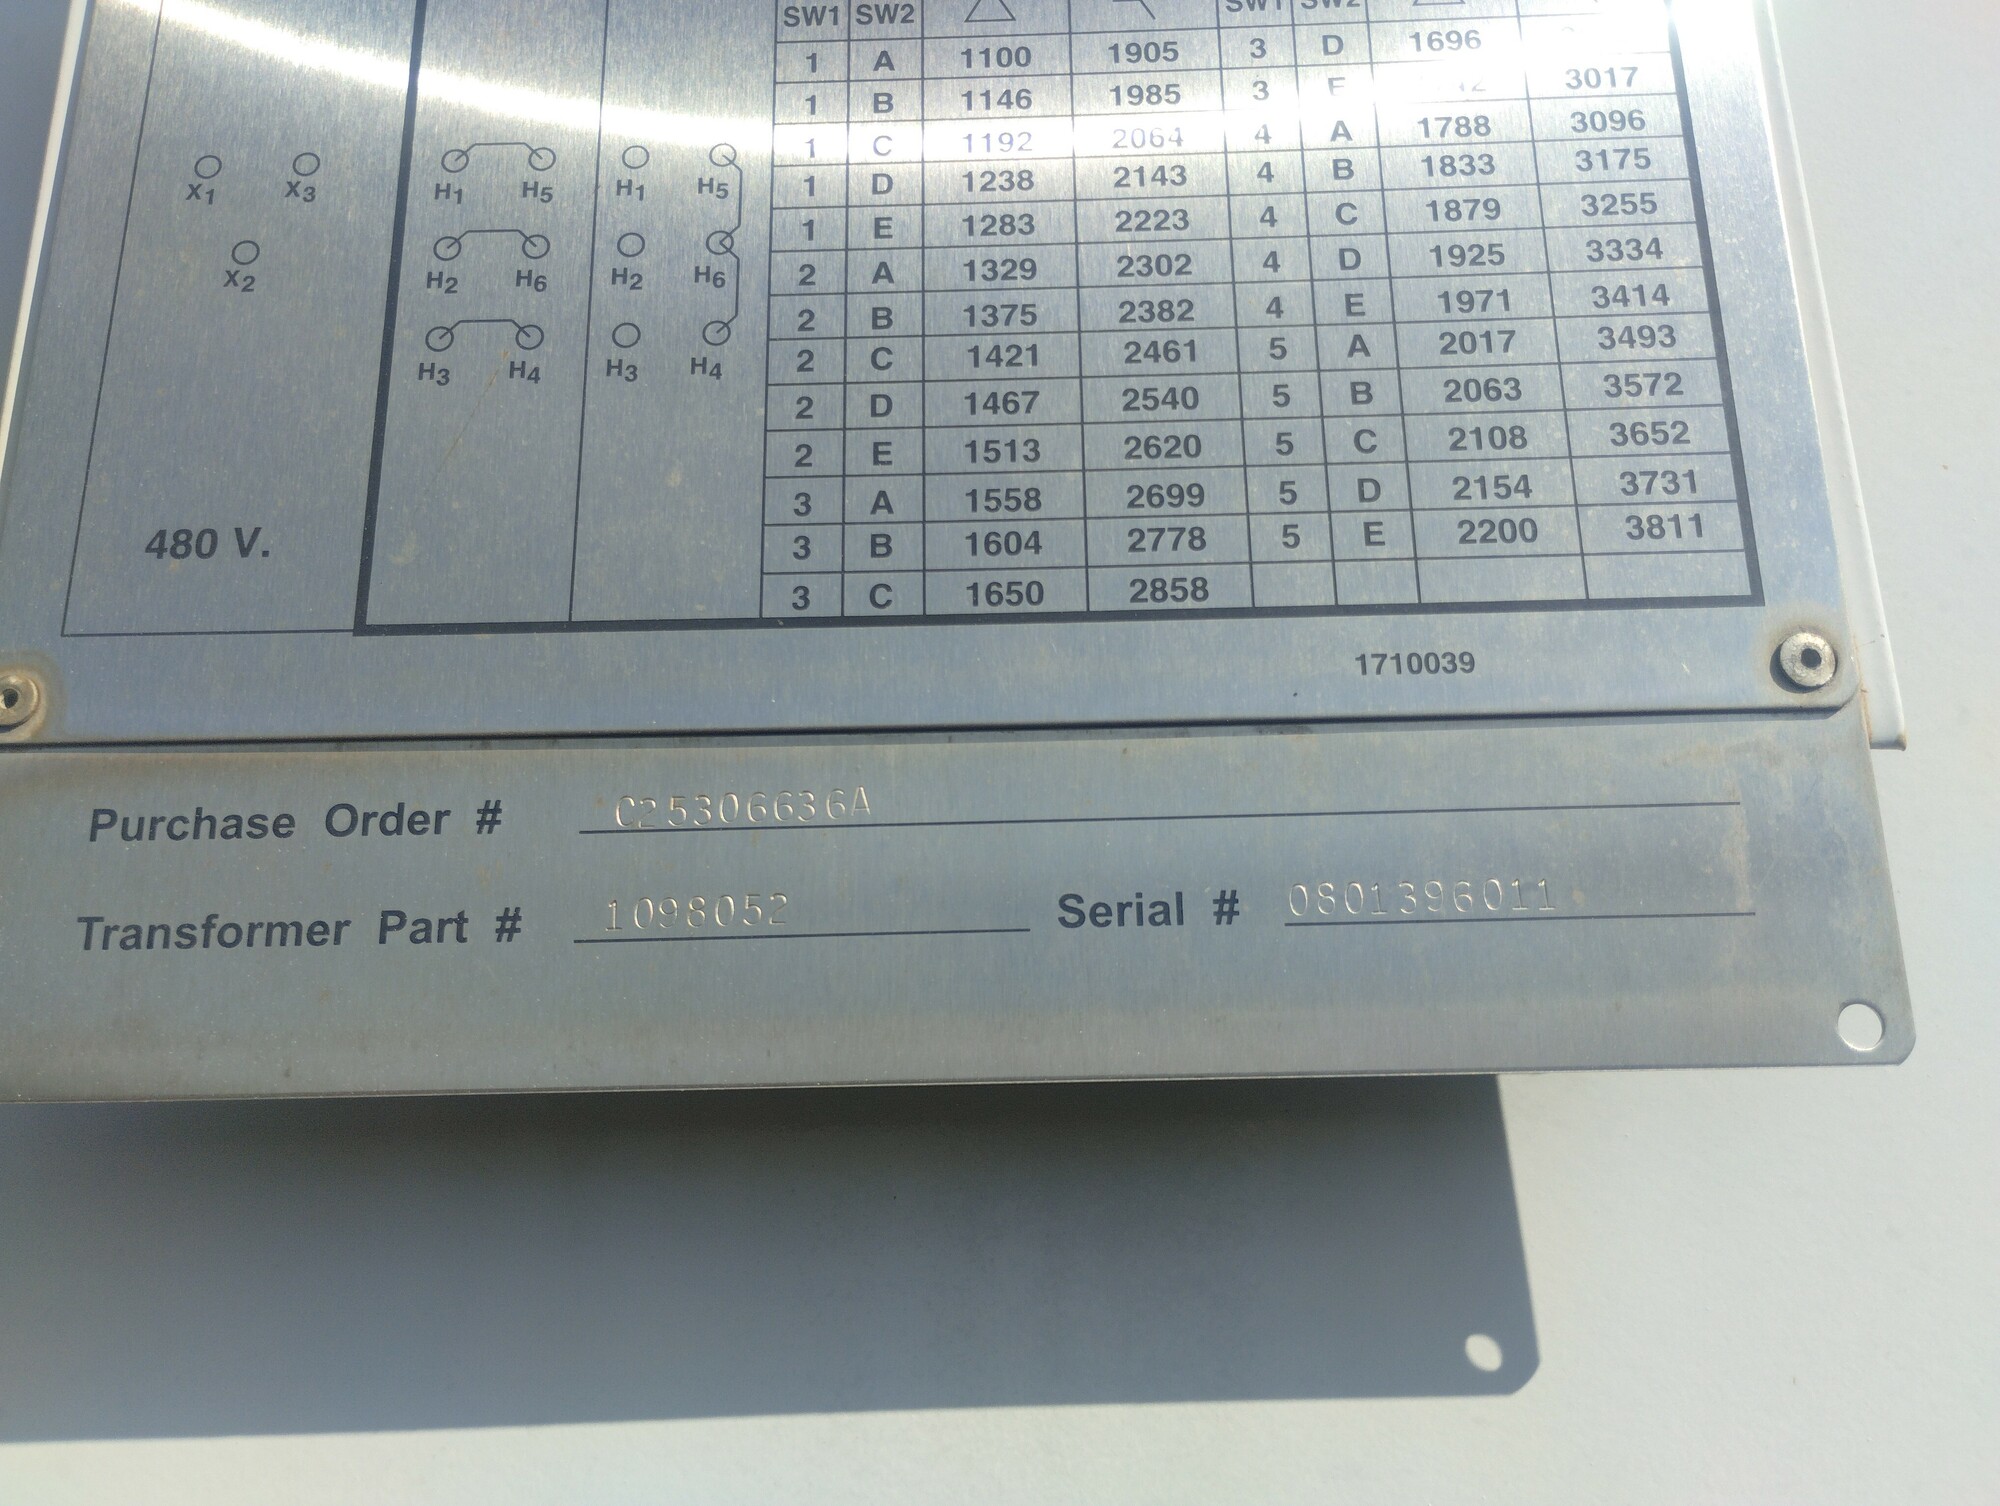 SW1 SW2 SW1 SW2
1 A 1100 1905 3 D 1696
1 B 1146 1985 3 E 3017
1 C 1192 2064 4 A 1788 3096
1 D 1238 2143 4 B 1833 3175
1 E 1283 2223 4 C 1879 3255
2 A 1329 2302 4 D 1925 3334
2 B 1375 2382 4 E 1971 3414
2 C 1421 2461 5 A 2017 3493
2 D 1467 2540 5 B 2063 3572
2 E 1513 2620 5 C 2108 3652
3 A 1558 2699 5 D 2154 3731
3 B 1604 2778 5 E 2200 3811
3 C 1650 2858
X1 X3 H1 H5 H1 H5
X2 H2 H6 H2 H6
H3 H4 H3 H4
480 V.
1710039
Purchase Order # C25306636A
Transformer Part # 1098052 Serial # 0801396011